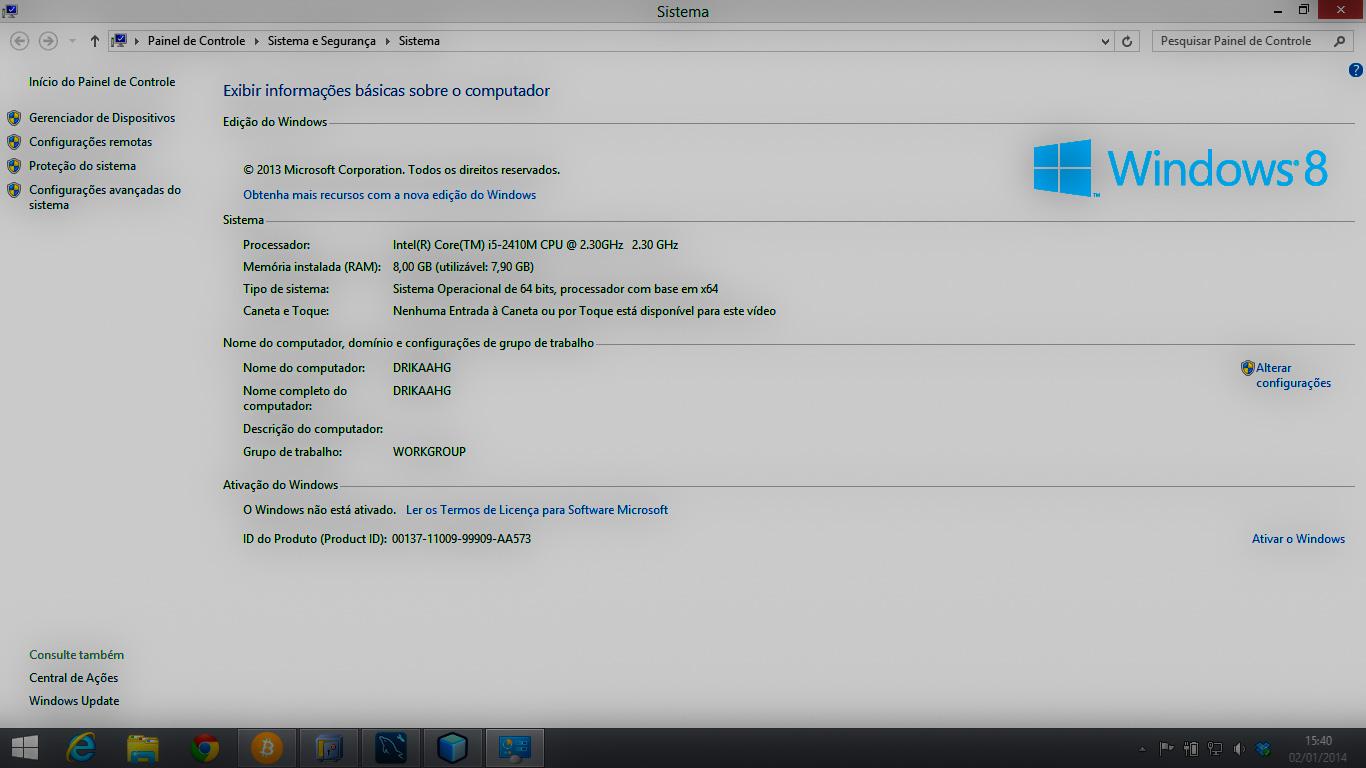 Sistema
Painel de Controle Sistema e Segurança Sistema
Pesquisar Painel de Controle
Início do Painel de Controle
Gerenciador de Dispositivos
Configurações remotas
Proteção do sistema
Configurações avançadas do
sistema
Exibir informações básicas sobre o computador
Edição do Windows
© 2013 Microsoft Corporation. Todos os direitos reservados.
Obtenha mais recursos com a nova edição do Windows
Windows® 8
Sistema
Processador: Intel(R) Core(TM) i5-2410M CPU @ 2.30GHz 2.30 GHz
Memória instalada (RAM): 8,00 GB (utilizável: 7,90 GB)
Tipo de sistema: Sistema Operacional de 64 bits, processador com base em x64
Caneta e Toque: Nenhuma Entrada à Caneta ou por Toque está disponível para este vídeo
Nome do computador, domínio e configurações de grupo de trabalho
Nome do computador: DRIKAAHG
Nome completo do
computador: DRIKAAHG
Descrição do computador:
Grupo de trabalho: WORKGROUP
Alterar
configurações
Ativação do Windows
O Windows não está ativado. Ler os Termos de Licença para Software Microsoft
ID do Produto (Product ID): 00137-11009-99909-AA573
Ativar o Windows
Consulte também
Central de Ações
Windows Update
15:40
02/01/2014